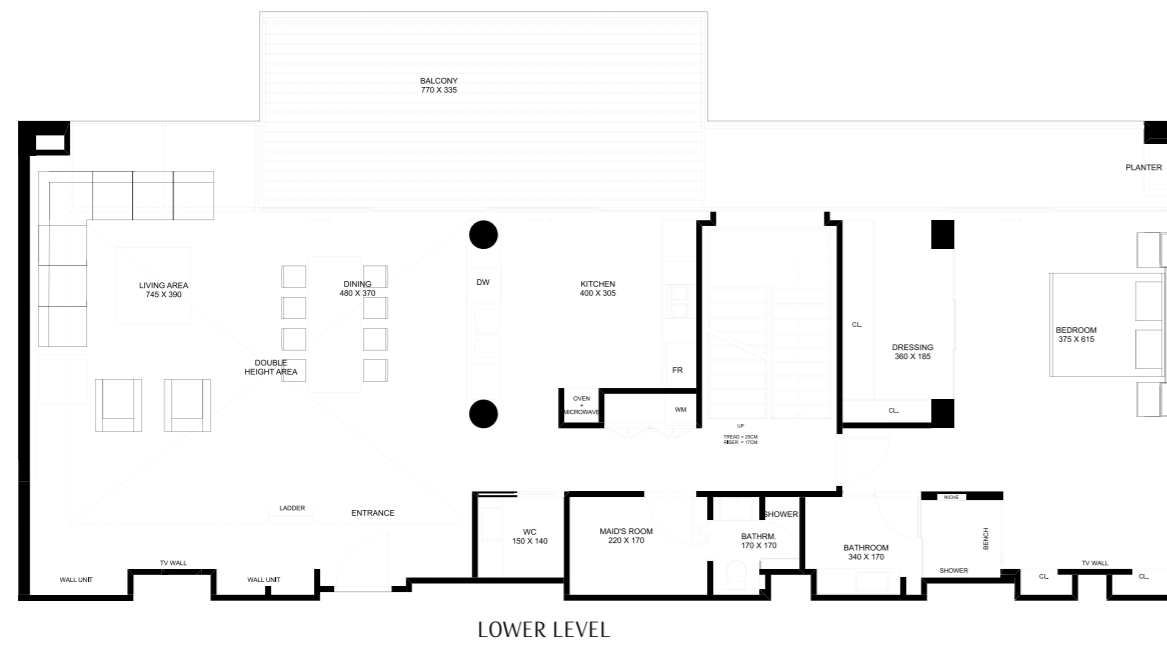 BALCONY
770 X 335
PLANTER
LIVING AREA
745 X 390
DINING
480 X 370
DW
KITCHEN
400 X 305
CL.
BEDROOM
375 X 615
DRESSING
360 X 185
DOUBLE
HEIGHT AREA
FR
OVEN
+
MICROWAVE
WM
CL.
UP
TREAD = 25CM
RISER = 17CM
LADDER
ENTRANCE
WC
150 X 140
MAID'S ROOM
220 X 170
BATHRM.
170 X 170
SHOWER
BATHROOM
340 X 170
NICHE
BENCH
SHOWER
TV WALL
WALL UNIT
WALL UNIT
TV WALL
CL.
CL.
LOWER LEVEL